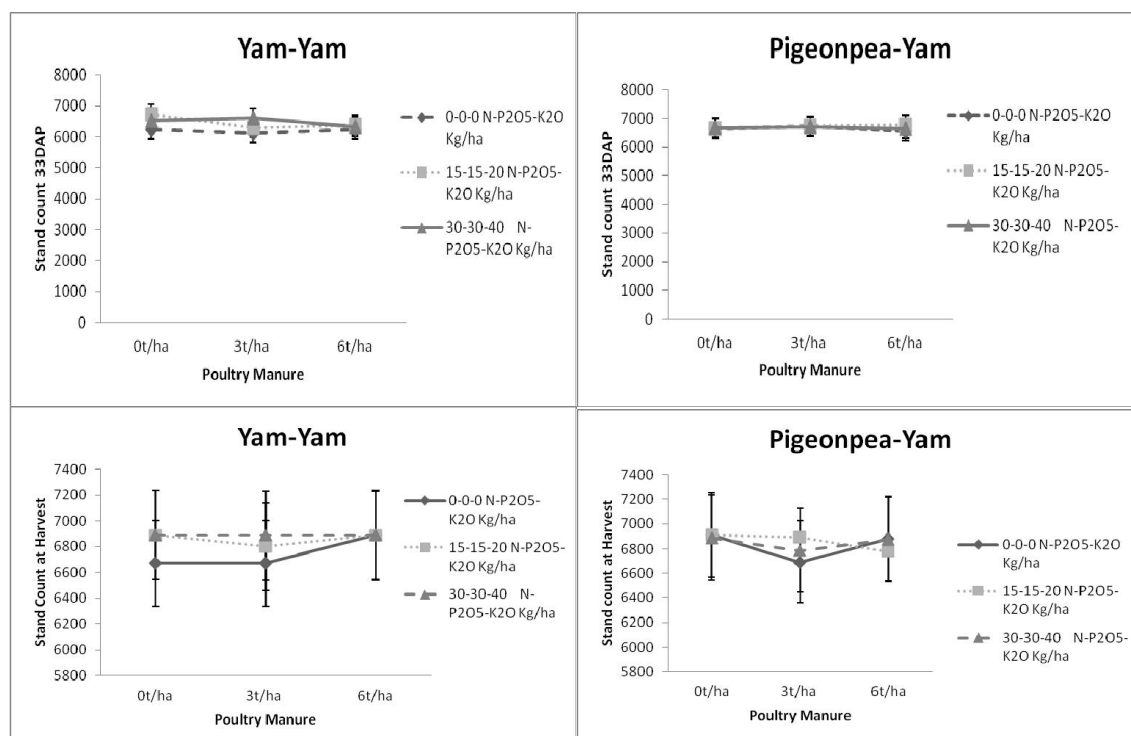 Yam-Yam
8000
7000
6000
5000
4000
3000
2000
1000
0
Stand count 33DAP
0t/ha 3t/ha 6t/ha
Poultry Manure
0-0-0 N-P2O5-K2O
Kg/ha
15-15-20 N-P2O5-
K2O Kg/ha
30-30-40 N-
P2O5-K2O Kg/ha
Pigeonpea-Yam
8000
7000
6000
5000
4000
3000
2000
1000
0
Stand count 33DAP
0t/ha 3t/ha 6t/ha
Poultry Manure
0-0-0 N-P2O5-K2O
Kg/ha
15-15-20 N-P2O5-
K2O Kg/ha
30-30-40 N-P2O5-
K2O Kg/ha
Yam-Yam
7400
7200
7000
6800
6600
6400
6200
6000
5800
Stand Count at Harvest
0t/ha 3t/ha 6t/ha
Poultry Manure
0-0-0 N-P2O5-
K2O Kg/ha
15-15-20 N-P2O5-
K2O Kg/ha
30-30-40 N-
P2O5-K2O Kg/ha
Pigeonpea-Yam
7400
7200
7000
6800
6600
6400
6200
6000
5800
Stand Count at Harvest
0t/ha 3t/ha 6t/ha
Poultry Manure
0-0-0 N-P2O5-K2O
Kg/ha
15-15-20 N-P2O5-
K2O Kg/ha
30-30-40 N-P2O5-
K2O Kg/ha